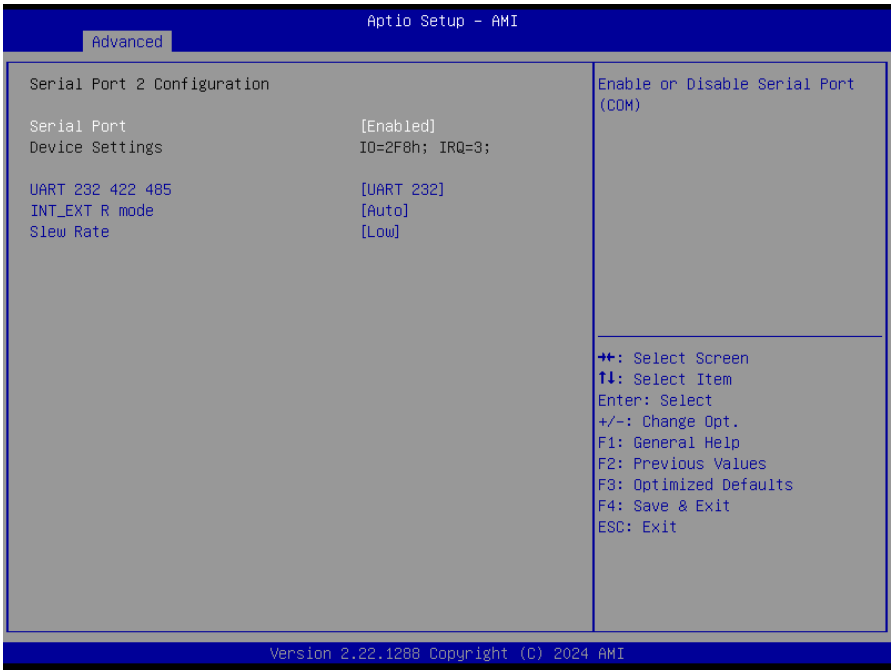 Aptio Setup - AMI
Advanced
Serial Port 2 Configuration
Serial Port [Enabled]
Device Settings IO=2F8h; IRQ=3;
UART 232 422 485 [UART 232]
INT_EXT R mode [Auto]
Slew Rate [Low]
Enable or Disable Serial Port
(COM)
→←: Select Screen
↑↓: Select Item
Enter: Select
+/-: Change Opt.
F1: General Help
F2: Previous Values
F3: Optimized Defaults
F4: Save & Exit
ESC: Exit
Version 2.22.1288 Copyright (C) 2024 AMI